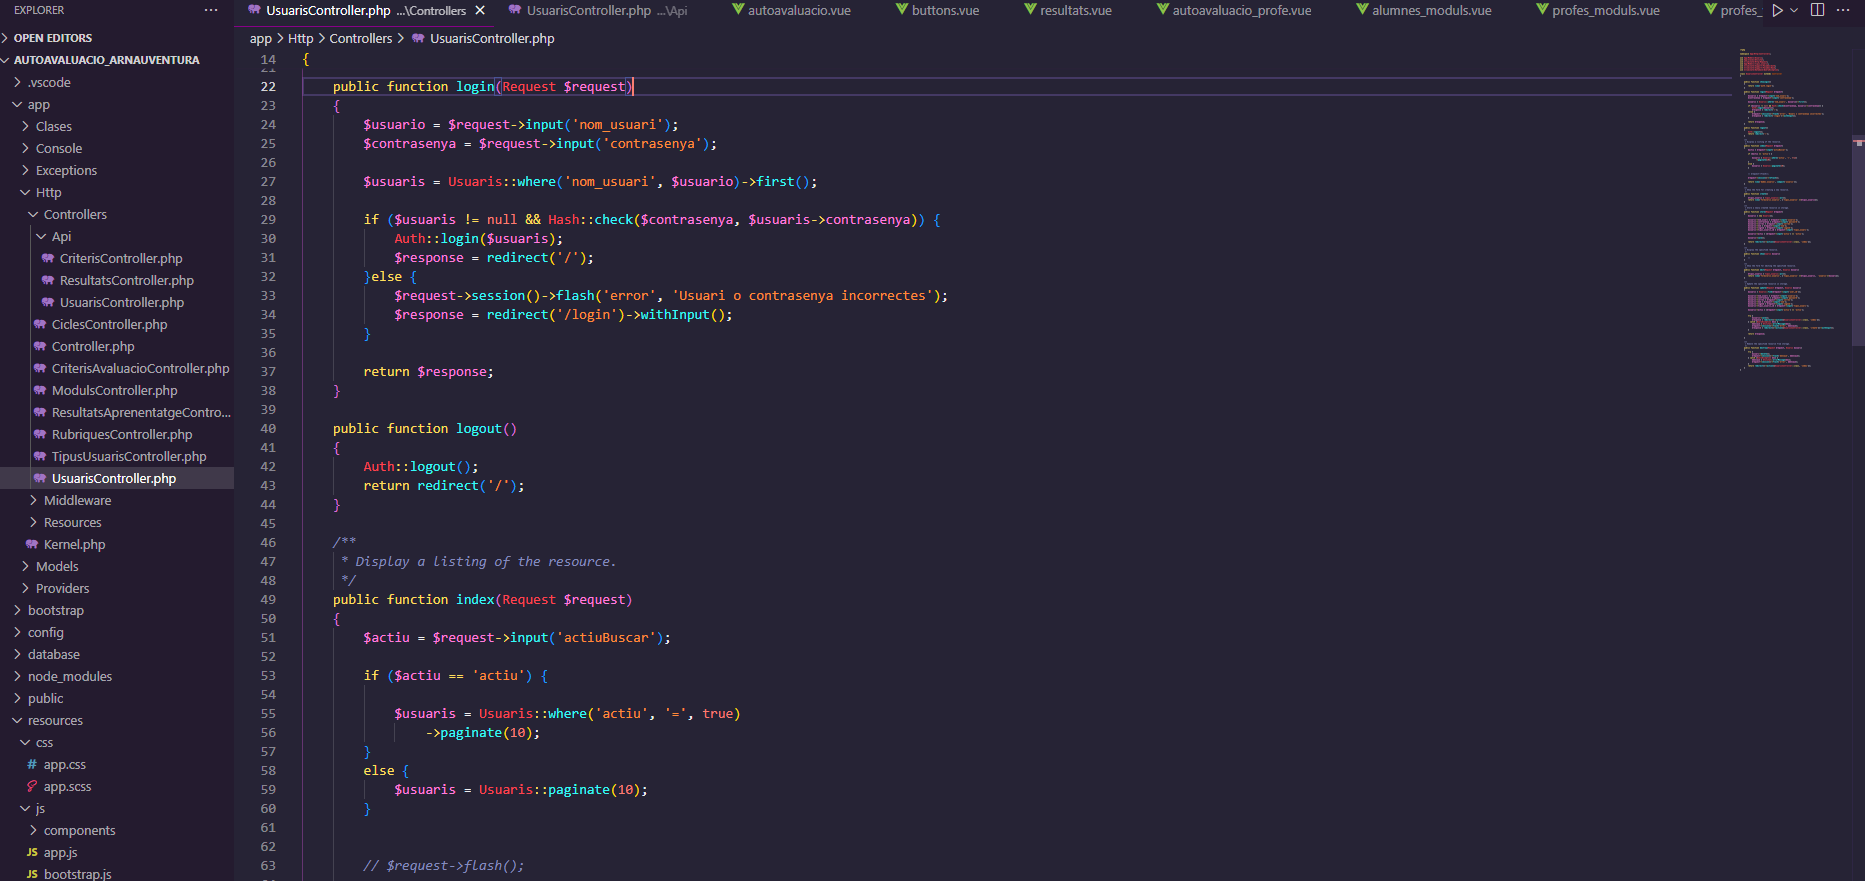 EXPLORER
OPEN EDITORS
AUTOAVALUACIO_ARNAUVENTURA
.vscode
app
Clases
Console
Exceptions
Http
Controllers
Api
CriterisController.php
ResultatsController.php
UsuarisController.php
CiclesController.php
Controller.php
CriterisAvaluacioController.php
ModulsController.php
ResultatsAprenentatgeContro...
RubriquesController.php
TipusUsuarisController.php
UsuarisController.php
Middleware
Resources
Kernel.php
Models
Providers
bootstrap
config
database
node_modules
public
resources
css
# app.css
app.scss
js
components
JS app.js
JS bootstrap.js
UsuarisController.php ...\Controllers
UsuarisController.php ...\Api
autoavaluacio.vue
buttons.vue
resultats.vue
autoavaluacio_profe.vue
alumnes_moduls.vue
profes_moduls.vue
profes_
app > Http > Controllers > UsuarisController.php
14 {
21
22 public function login(Request $request)
23 {
24 $usuario = $request->input('nom_usuari');
25 $contrasenya = $request->input('contrasenya');
26
27 $usuaris = Usuaris::where('nom_usuari', $usuario)->first();
28
29 if ($usuaris != null && Hash::check($contrasenya, $usuaris->contrasenya)) {
30 Auth::login($usuaris);
31 $response = redirect('/');
32 }else {
33 $request->session()->flash('error', 'Usuari o contrasenya incorrectes');
34 $response = redirect('/login')->withInput();
35 }
36
37 return $response;
38 }
39
40 public function logout()
41 {
42 Auth::logout();
43 return redirect('/');
44 }
45
46 /**
47 * Display a listing of the resource.
48 */
49 public function index(Request $request)
50 {
51 $actiu = $request->input('actiuBuscar');
52
53 if ($actiu == 'actiu') {
54
55 $usuaris = Usuaris::where('actiu', '=', true)
56 ->paginate(10);
57 }
58 else {
59 $usuaris = Usuaris::paginate(10);
60 }
61
62
63 // $request->flash();